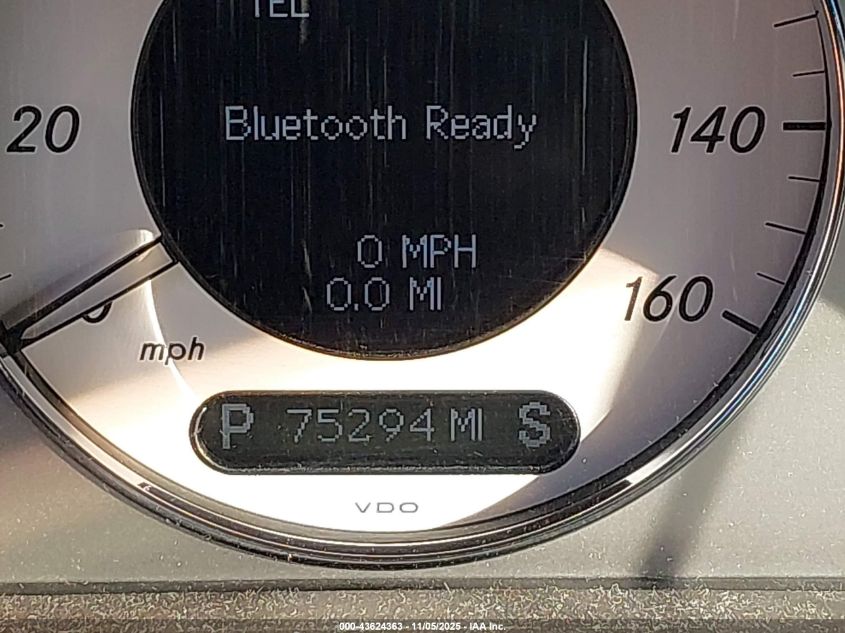 TEL
20
Bluetooth Ready
140
0 MPH
0.0 MI
160
0
mph
P 75294 MI S
VDO
000-43624363 - 11/05/2025 - IAA Inc.